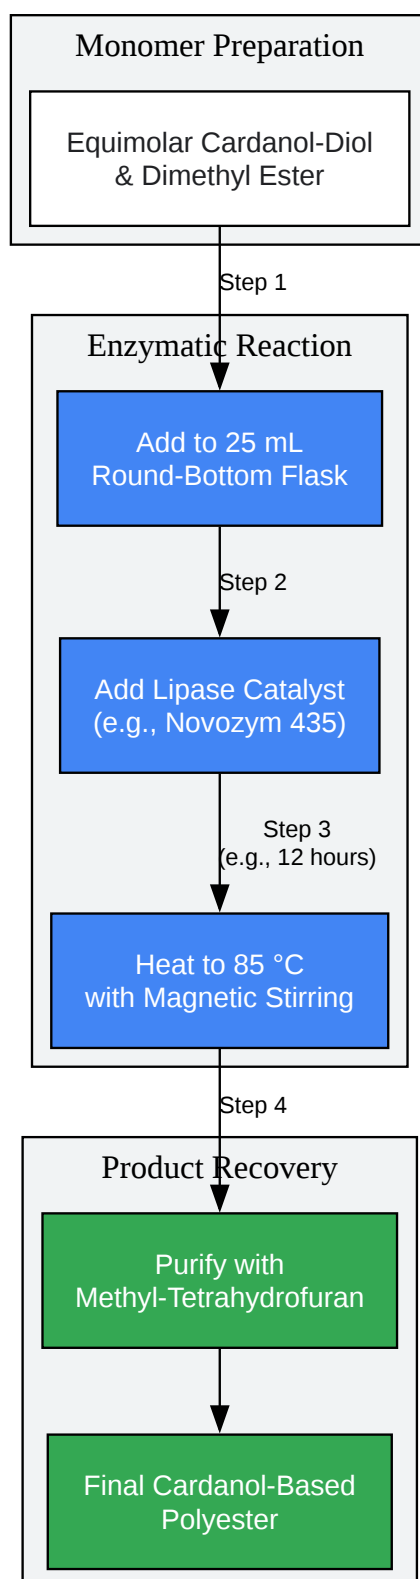 Monomer Preparation
Equimolar Cardanol-Diol
& Dimethyl Ester
Step 1
Enzymatic Reaction
Add to 25 mL
Round-Bottom Flask
Step 2
Add Lipase Catalyst
(e.g., Novozym 435)
Step 3
(e.g., 12 hours)
Heat to 85 °C
with Magnetic Stirring
Step 4
Product Recovery
Purify with
Methyl-Tetrahydrofuran
Final Cardanol-Based
Polyester